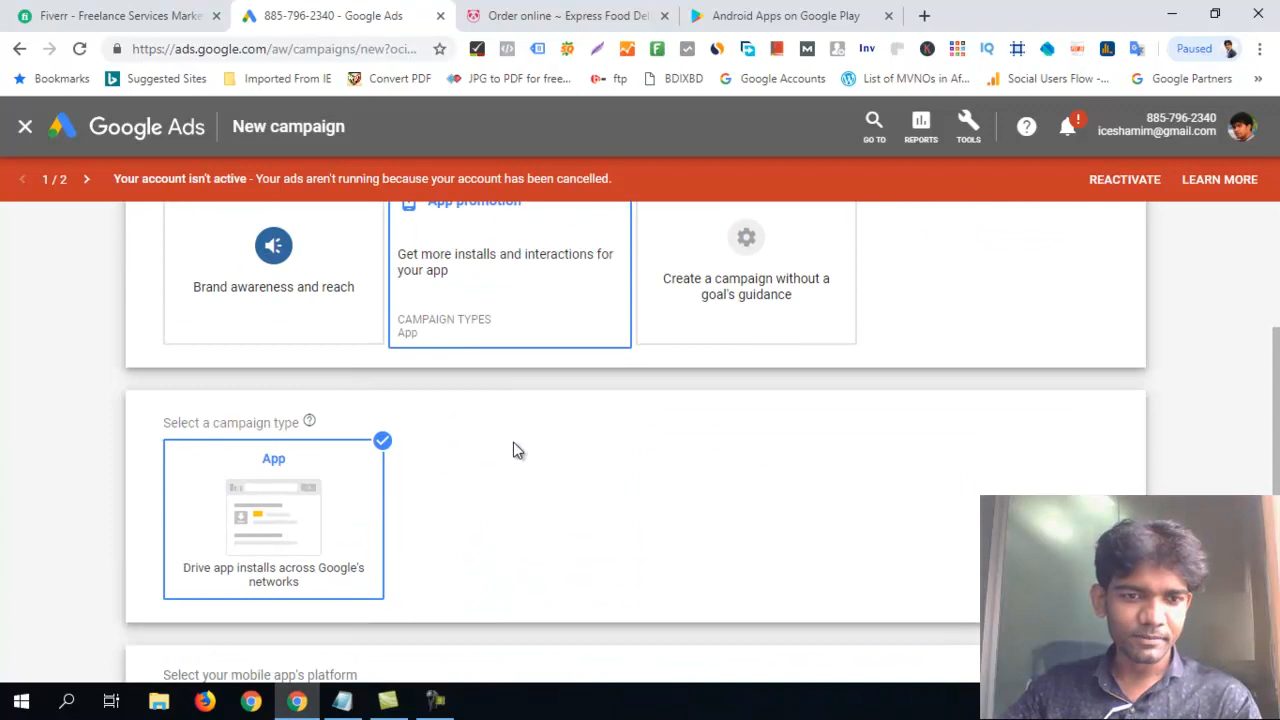 Fiverr - Freelance Services Marke
885-796-2340 - Google Ads
Order online ~ Express Food Del
Android Apps on Google Play
https://ads.google.com/aw/campaigns/new?oci...
Inv
Paused
Bookmarks
Suggested Sites
Imported From IE
Convert PDF
JPG to PDF for free...
ftp
BDIXBD
Google Accounts
List of MVNOs in Af...
Social Users Flow -...
Google Partners
Google Ads
New campaign
GO TO
REPORTS
TOOLS
885-796-2340
iceshamim@gmail.com
1 / 2
Your account isn't active - Your ads aren't running because your account has been cancelled.
REACTIVATE
LEARN MORE
Brand awareness and reach
App promotion
Get more installs and interactions for
your app
CAMPAIGN TYPES
App
Create a campaign without a
goal's guidance
Select a campaign type
App
Drive app installs across Google's
networks
Select your mobile app's platform